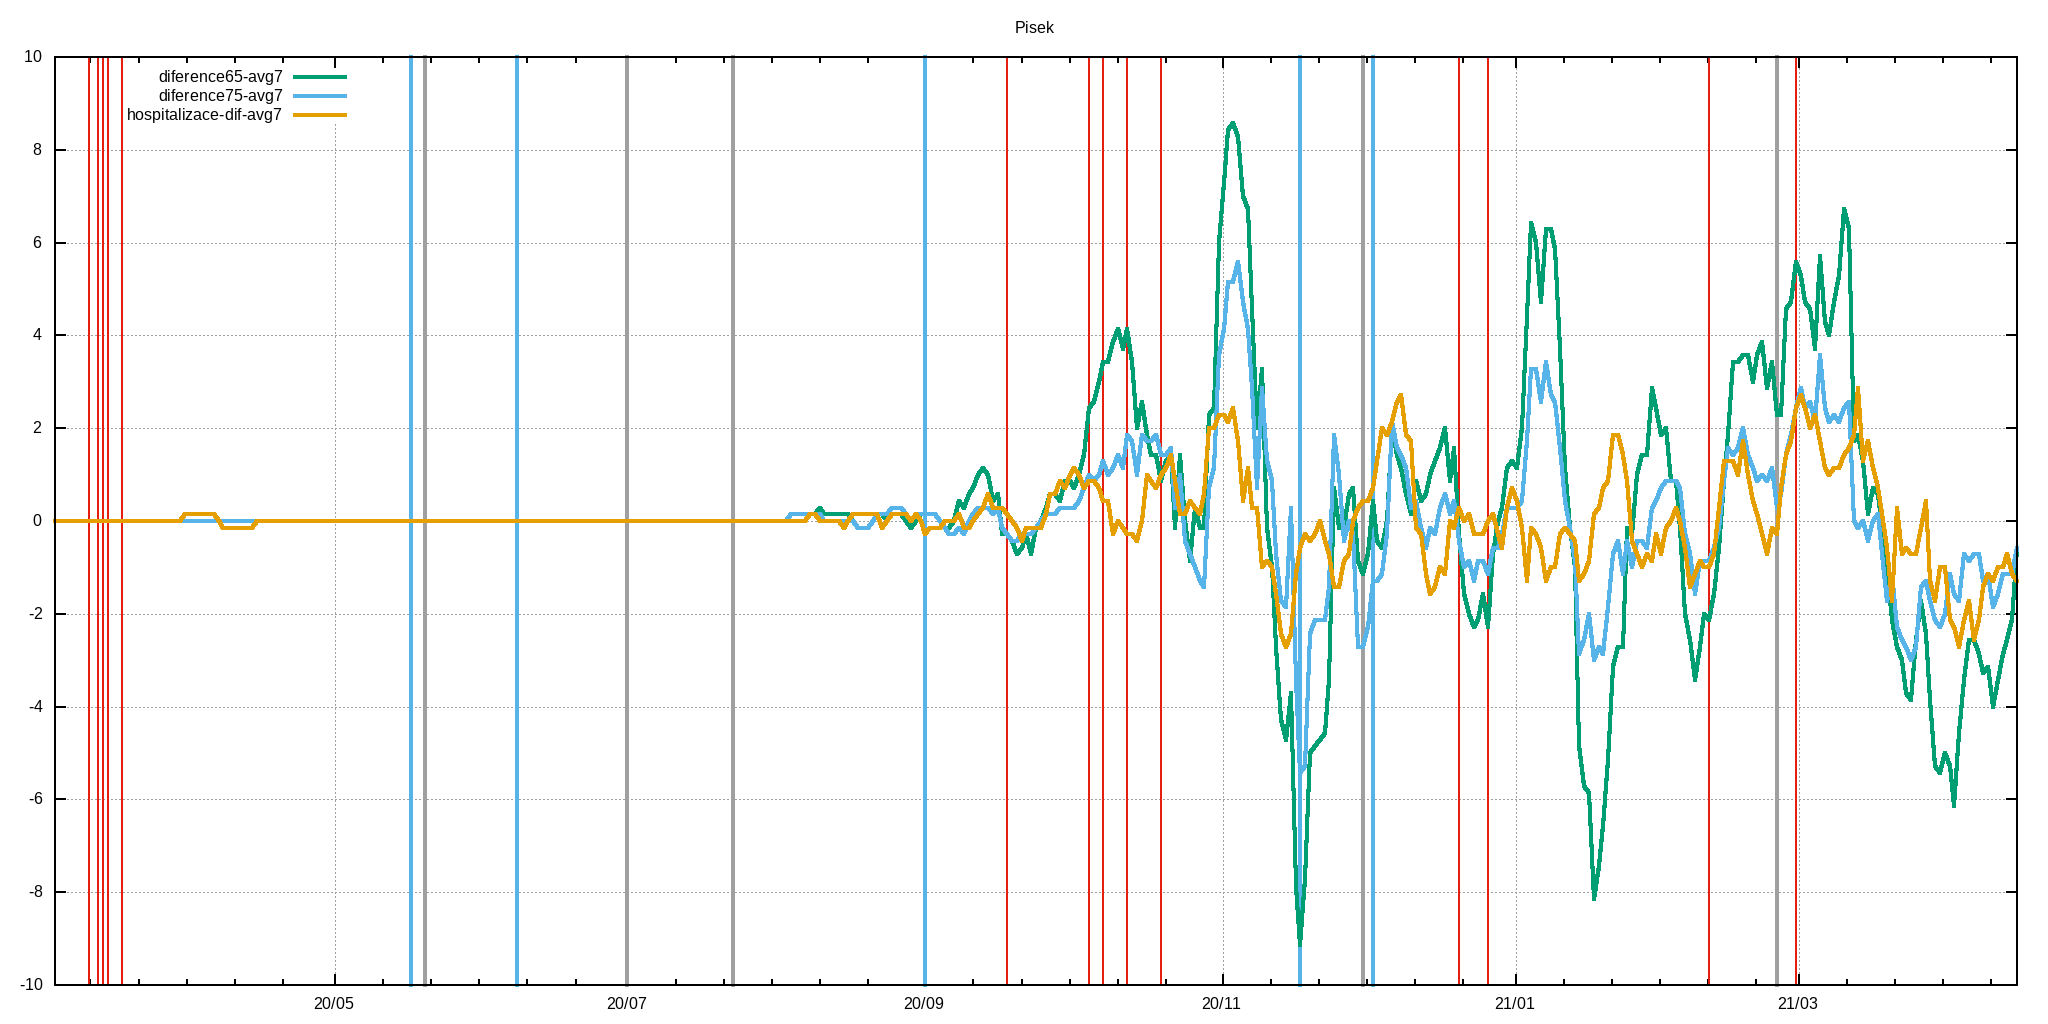 Pisek
diference65-avg7
diference75-avg7
hospitalizace-dif-avg7
10
8
6
4
2
0
-2
-4
-6
-8
-10
20/05 20/07 20/09 20/11 21/01 21/03